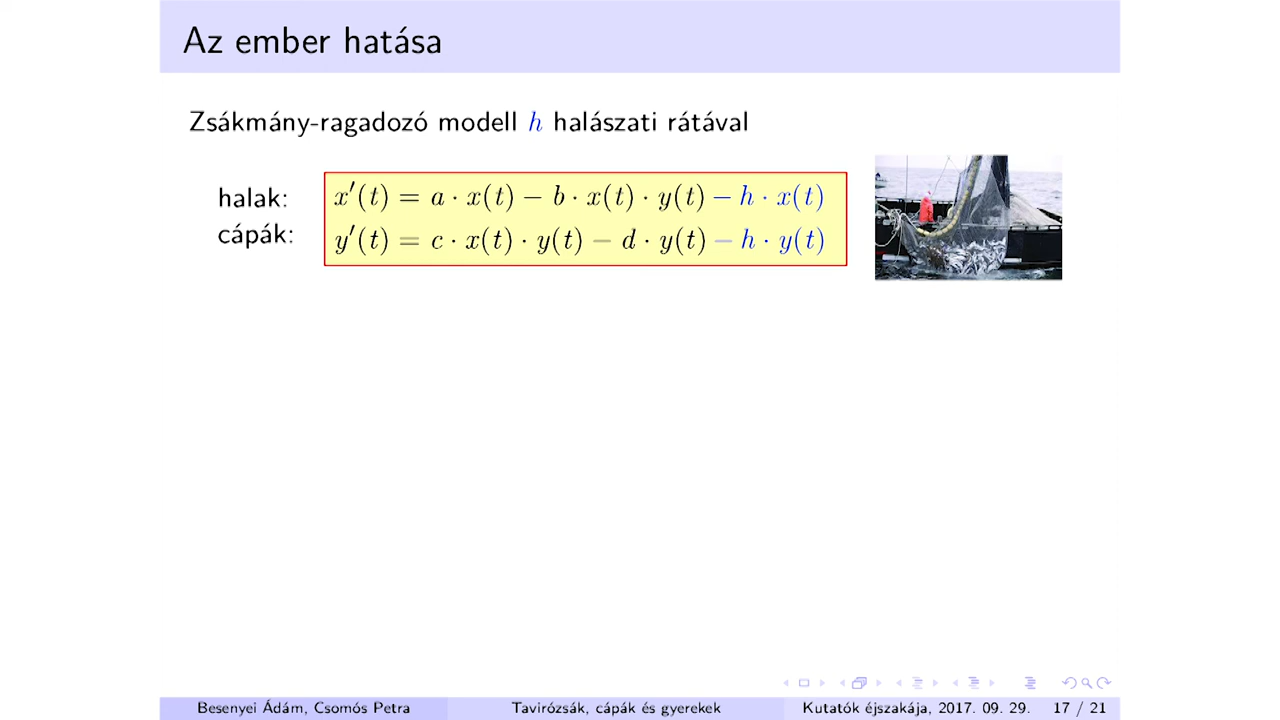 Az ember hatása
Zsákmány-ragadozó modell h halászati rátával
halak: x′(t) = a · x(t) − b · x(t) · y(t) − h · x(t)
cápák: y′(t) = c · x(t) · y(t) − d · y(t) − h · y(t)
Besenyei Ádám, Csomós Petra Tavirózsák, cápák és gyerekek Kutatók éjszakája, 2017. 09. 29. 17 / 21